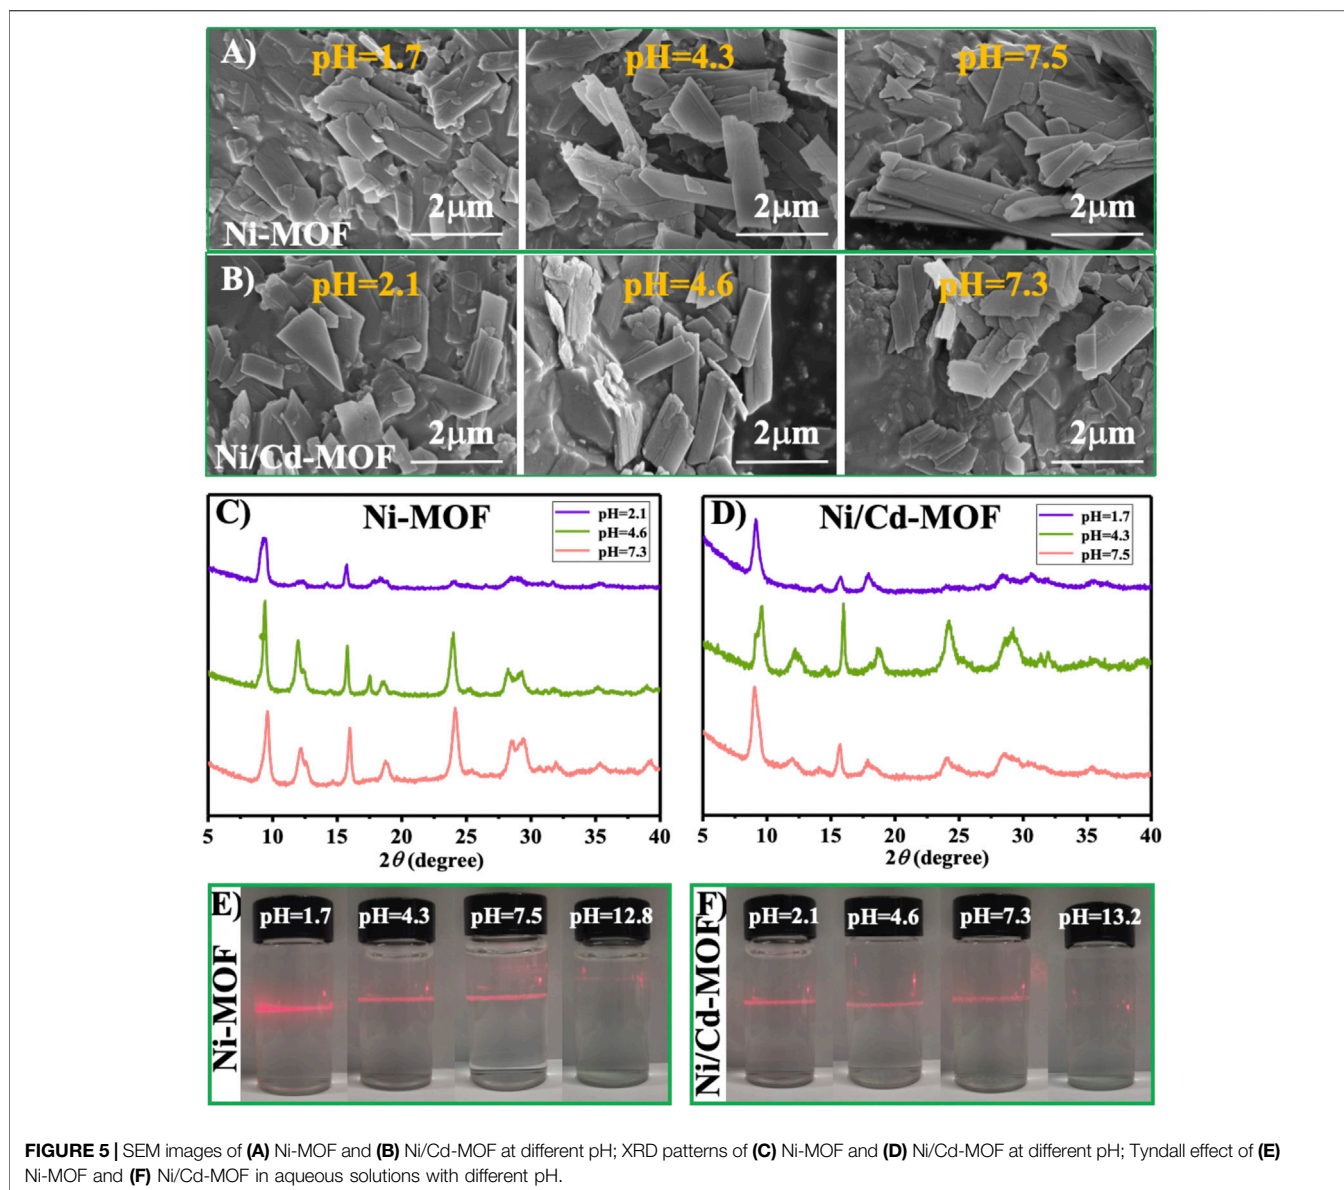 A)
pH=1.7
pH=4.3
pH=7.5
2μm
2μm
2μm
Ni-MOF
B)
pH=2.1
pH=4.6
pH=7.3
2μm
2μm
2μm
Ni/Cd-MOF
C)
Ni-MOF
pH=2.1
pH=4.6
pH=7.3
5 10 15 20 25 30 35 40
2θ (degree)
D)
Ni/Cd-MOF
pH=1.7
pH=4.3
pH=7.5
5 10 15 20 25 30 35 40
2θ (degree)
E)
Ni-MOF
pH=1.7
pH=4.3
pH=7.5
pH=12.8
F)
Ni/Cd-MOF
pH=2.1
pH=4.6
pH=7.3
pH=13.2
FIGURE 5 | SEM images of (A) Ni-MOF and (B) Ni/Cd-MOF at different pH; XRD patterns of (C) Ni-MOF and (D) Ni/Cd-MOF at different pH; Tyndall effect of (E)
Ni-MOF and (F) Ni/Cd-MOF in aqueous solutions with different pH.